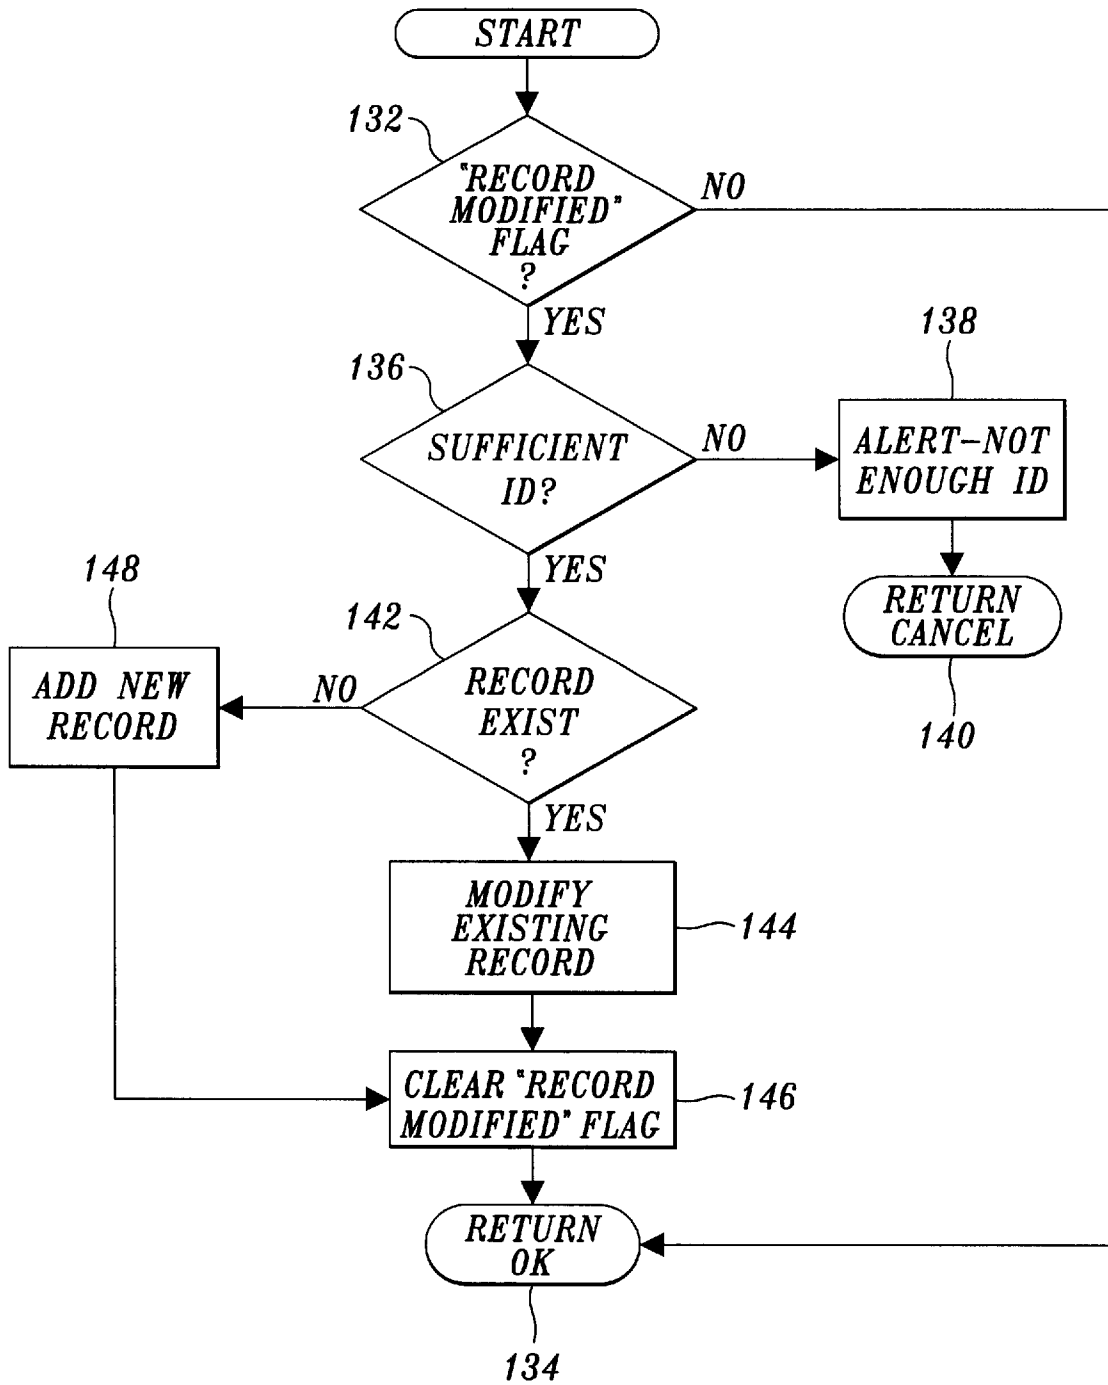 START
132
"RECORD
MODIFIED"
FLAG
?
NO
YES
136
SUFFICIENT
ID?
NO
138
ALERT-NOT
ENOUGH ID
YES
RETURN
CANCEL
140
142
RECORD
EXIST
?
NO
148
ADD NEW
RECORD
YES
MODIFY
EXISTING
RECORD
144
CLEAR "RECORD
MODIFIED" FLAG
146
RETURN
OK
134